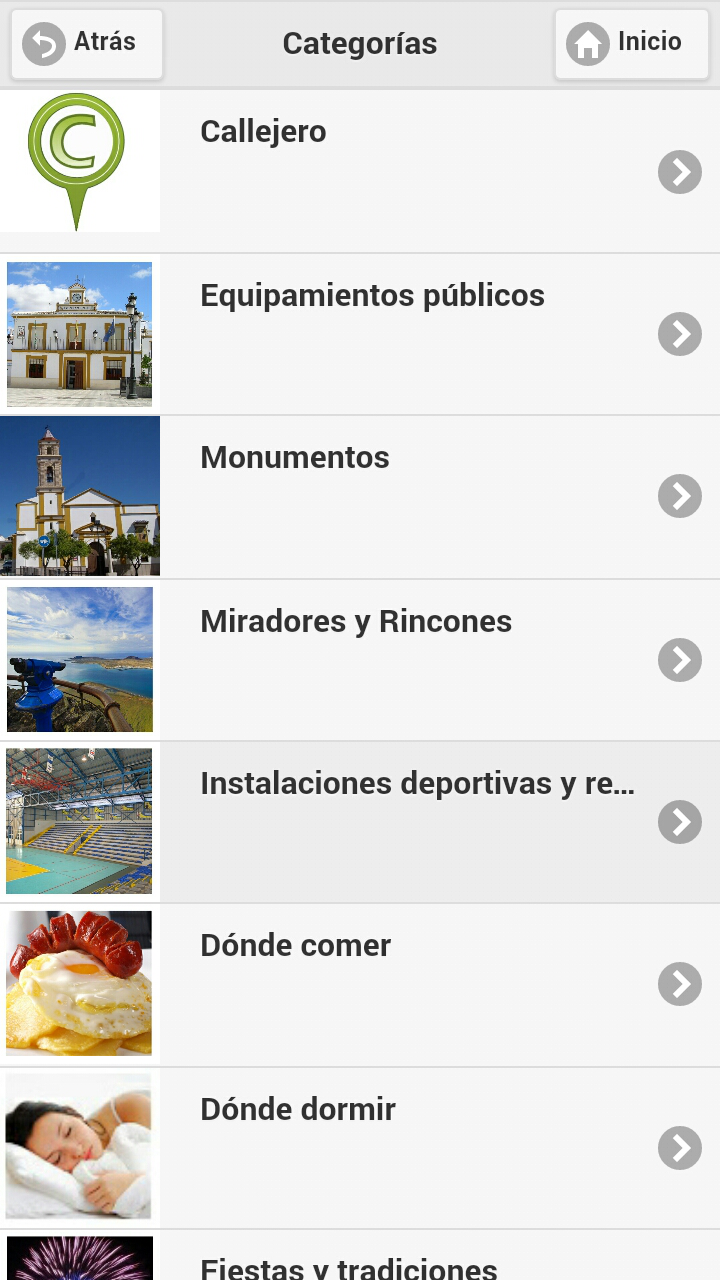 Atrás
Categorías
Inicio
C
Callejero
Equipamientos públicos
Monumentos
Miradores y Rincones
Instalaciones deportivas y re...
Dónde comer
Dónde dormir
Fiestas y tradiciones